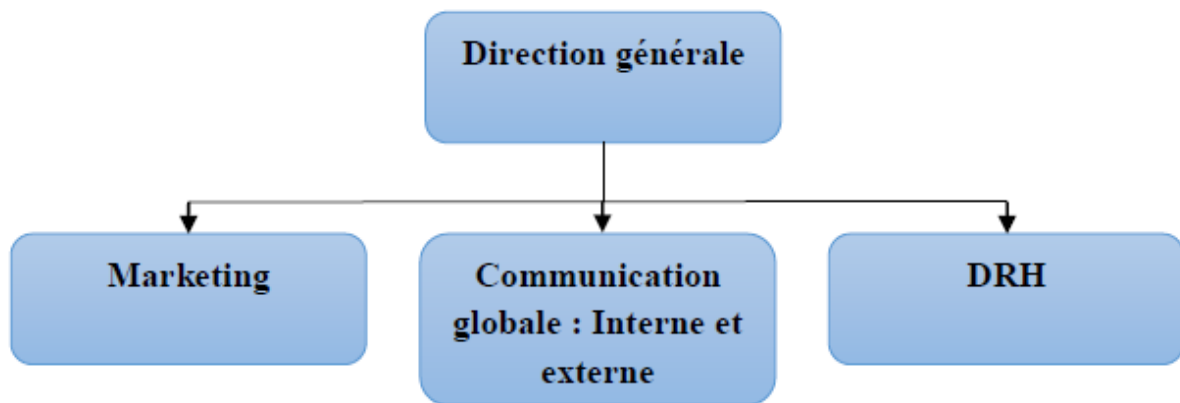 Direction générale
Marketing
Communication
globale : Interne et
externe
DRH